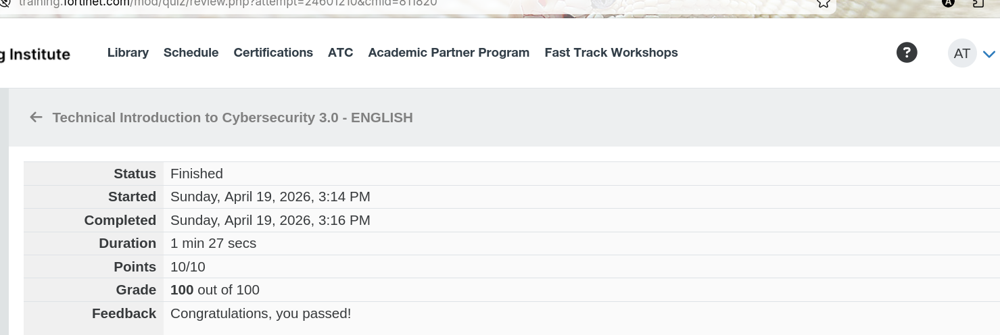 training.fortinet.com/mod/quiz/review.php?attempt=24601210&cmid=811820
A
g Institute Library Schedule Certifications ATC Academic Partner Program Fast Track Workshops ? AT
Technical Introduction to Cybersecurity 3.0 - ENGLISH
Status Finished
Started Sunday, April 19, 2026, 3:14 PM
Completed Sunday, April 19, 2026, 3:16 PM
Duration 1 min 27 secs
Points 10/10
Grade 100 out of 100
Feedback Congratulations, you passed!